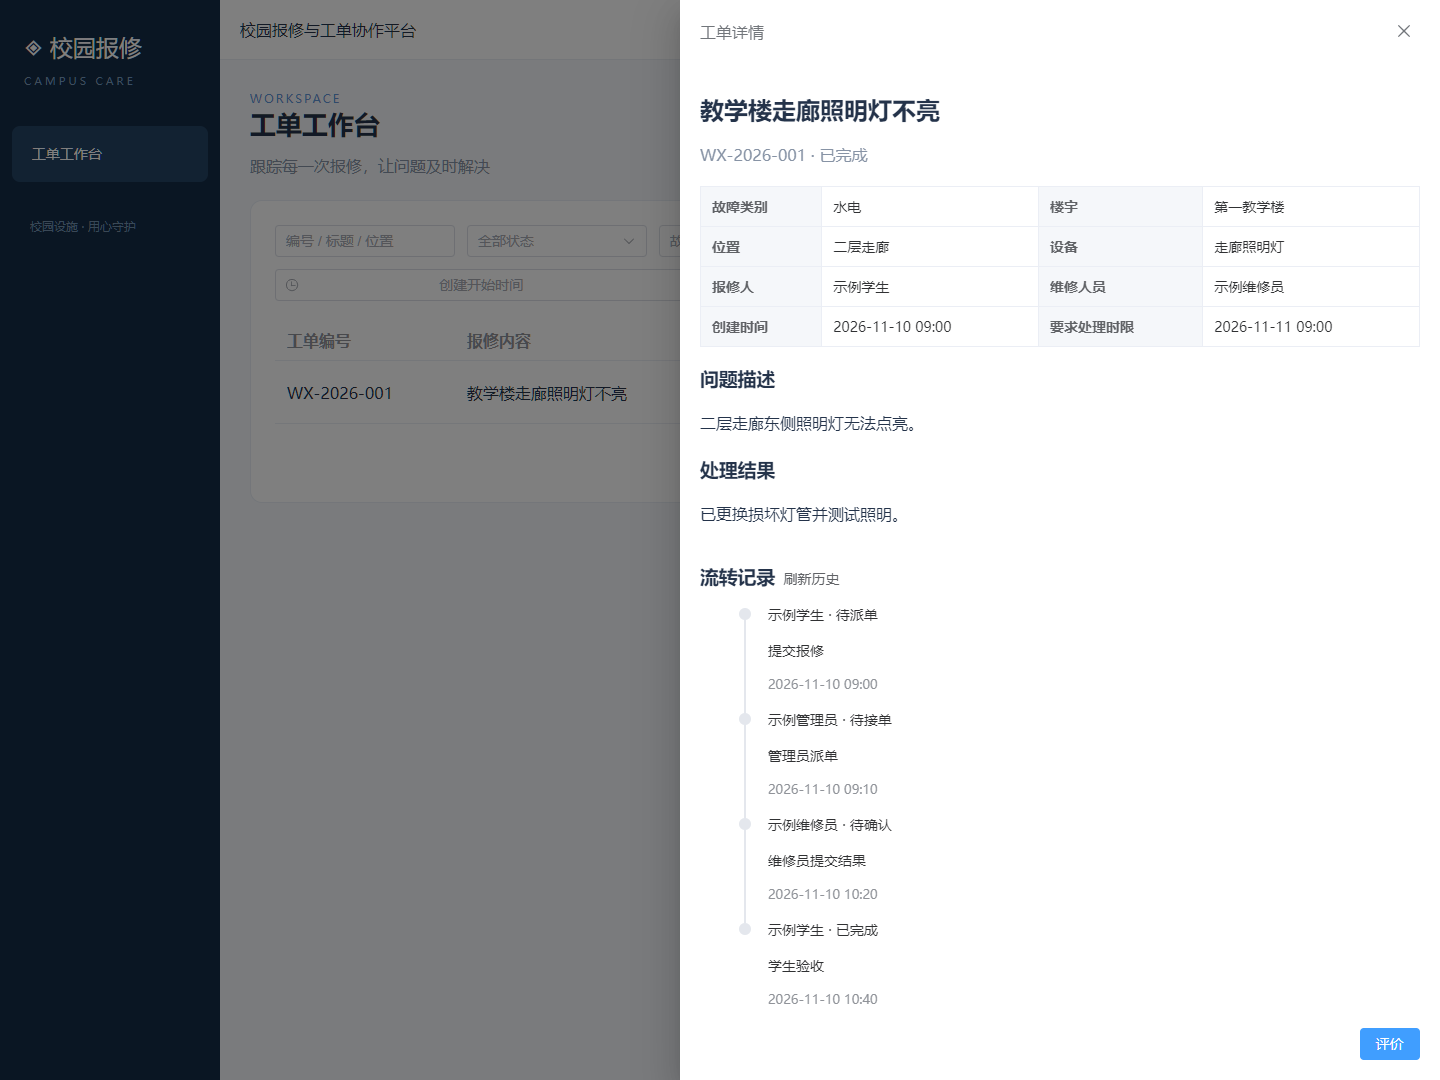 校园报修
CAMPUS CARE
工单工作台
校园设施 · 用心守护
校园报修与工单协作平台
WORKSPACE
工单工作台
跟踪每一次报修，让问题及时解决
编号 / 标题 / 位置
全部状态
创建开始时间
工单编号
报修内容
WX-2026-001
教学楼走廊照明灯不亮
工单详情
教学楼走廊照明灯不亮
WX-2026-001 · 已完成
故障类别 水电 楼宇 第一教学楼
位置 二层走廊 设备 走廊照明灯
报修人 示例学生 维修人员 示例维修员
创建时间 2026-11-10 09:00 要求处理时限 2026-11-11 09:00
问题描述
二层走廊东侧照明灯无法点亮。
处理结果
已更换损坏灯管并测试照明。
流转记录 刷新历史
示例学生 · 待派单
提交报修
2026-11-10 09:00
示例管理员 · 待接单
管理员派单
2026-11-10 09:10
示例维修员 · 待确认
维修员提交结果
2026-11-10 10:20
示例学生 · 已完成
学生验收
2026-11-10 10:40
评价